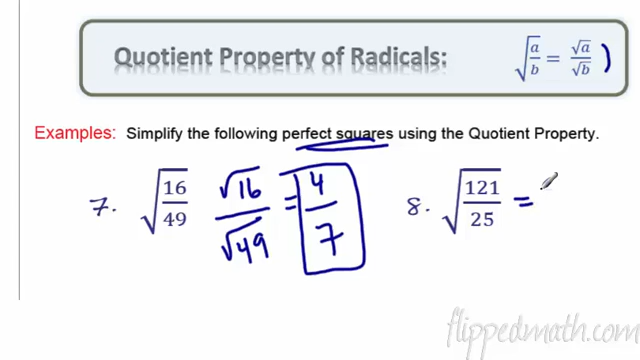 Quotient Property of Radicals: √(a/b) = √a/√b )
Examples: Simplify the following perfect squares using the Quotient Property.
7. √(16/49) √16/√49 = 4/7
8. √(121/25) =
flippedmath.com